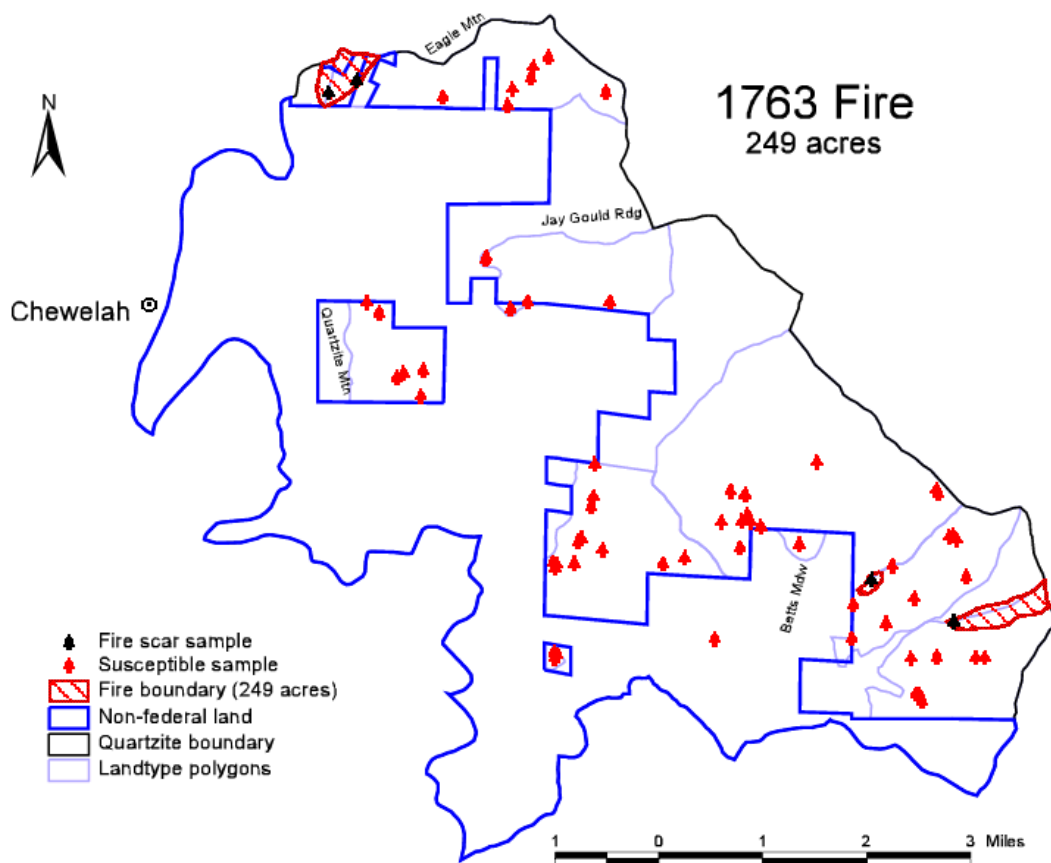 Eagle Mtn
N
1763 Fire
249 acres
Jay Gould Rdg
Chewelah
Quartzite Mtn
Betts Mdw
Fire scar sample
Susceptible sample
Fire boundary (249 acres)
Non-federal land
Quartzite boundary
Landtype polygons
1 0 1 2 3 Miles